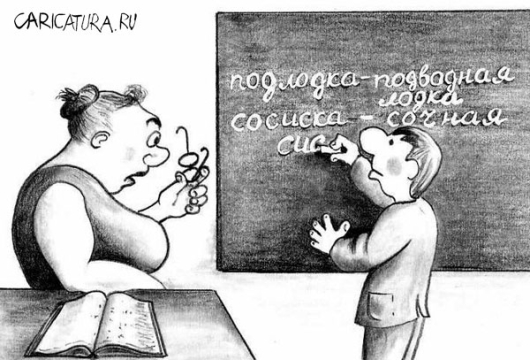 CARICATURA.RU
подлодка-подводная
лодка
сосиска - сочная
сис